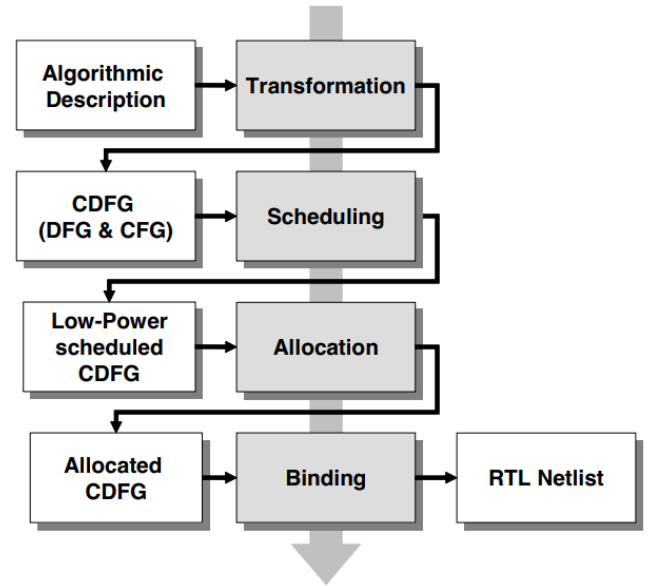 Algorithmic
Description
Transformation
CDFG
(DFG & CFG)
Scheduling
Low-Power
scheduled
CDFG
Allocation
Allocated
CDFG
Binding
RTL Netlist